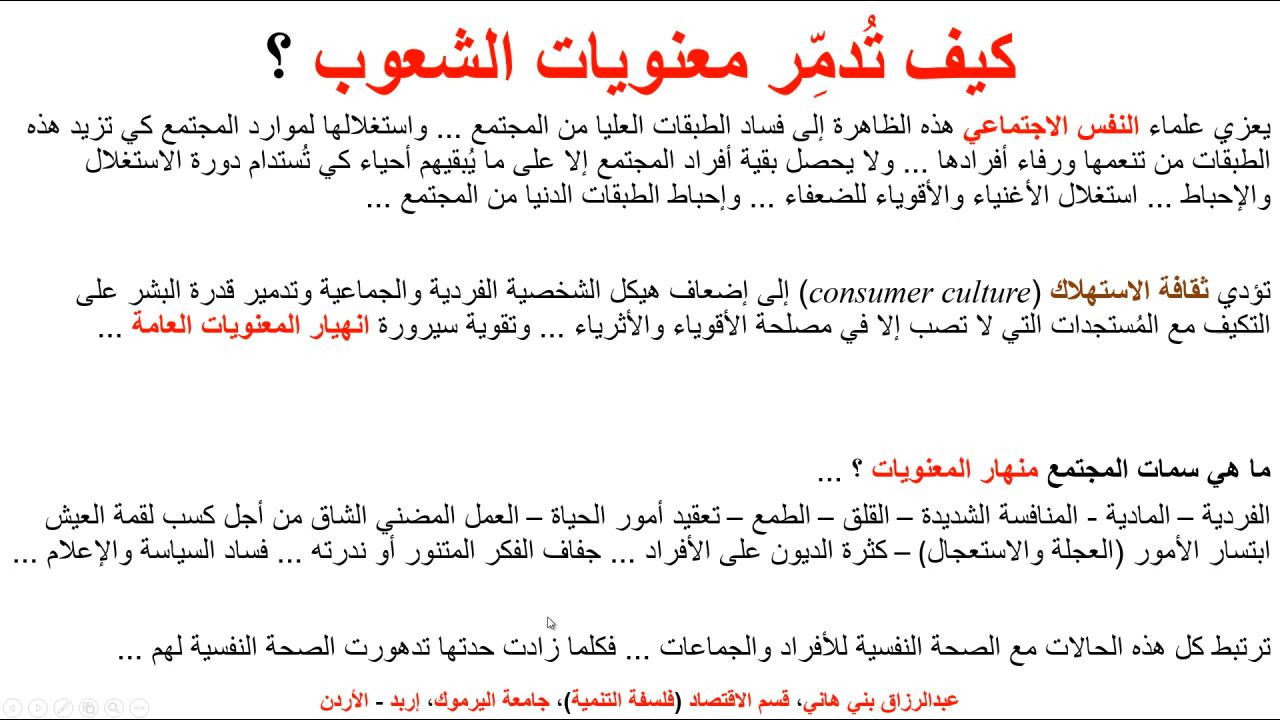 كيف تُدمِّر معنويات الشعوب ؟
يعزي علماء النفس الاجتماعي هذه الظاهرة إلى فساد الطبقات العليا من المجتمع ... واستغلالها لموارد المجتمع كي تزيد هذه
الطبقات من تنعمها ورفاء أفرادها ... ولا يحصل بقية أفراد المجتمع إلا على ما يُبقيهم أحياء كي تُستدام دورة الاستغلال
والإحباط ... استغلال الأغنياء والأقوياء للضعفاء ... وإحباط الطبقات الدنيا من المجتمع ...
تؤدي ثقافة الاستهلاك (consumer culture) إلى إضعاف هيكل الشخصية الفردية والجماعية وتدمير قدرة البشر على
التكيف مع المُستجدات التي لا تصب إلا في مصلحة الأقوياء والأثرياء ... وتقوية سيرورة انهيار المعنويات العامة ...
ما هي سمات المجتمع منهار المعنويات ؟ ...
الفردية – المادية - المنافسة الشديدة – القلق – الطمع – تعقيد أمور الحياة – العمل المضني الشاق من أجل كسب لقمة العيش
ابتسار الأمور (العجلة والاستعجال) – كثرة الديون على الأفراد ... جفاف الفكر المتنور أو ندرته ... فساد السياسة والإعلام ...
ترتبط كل هذه الحالات مع الصحة النفسية للأفراد والجماعات ... فكلما زادت حدتها تدهورت الصحة النفسية لهم ...
عبدالرزاق بني هاني، قسم الاقتصاد (فلسفة التنمية)، جامعة اليرموك، إربد - الأردن